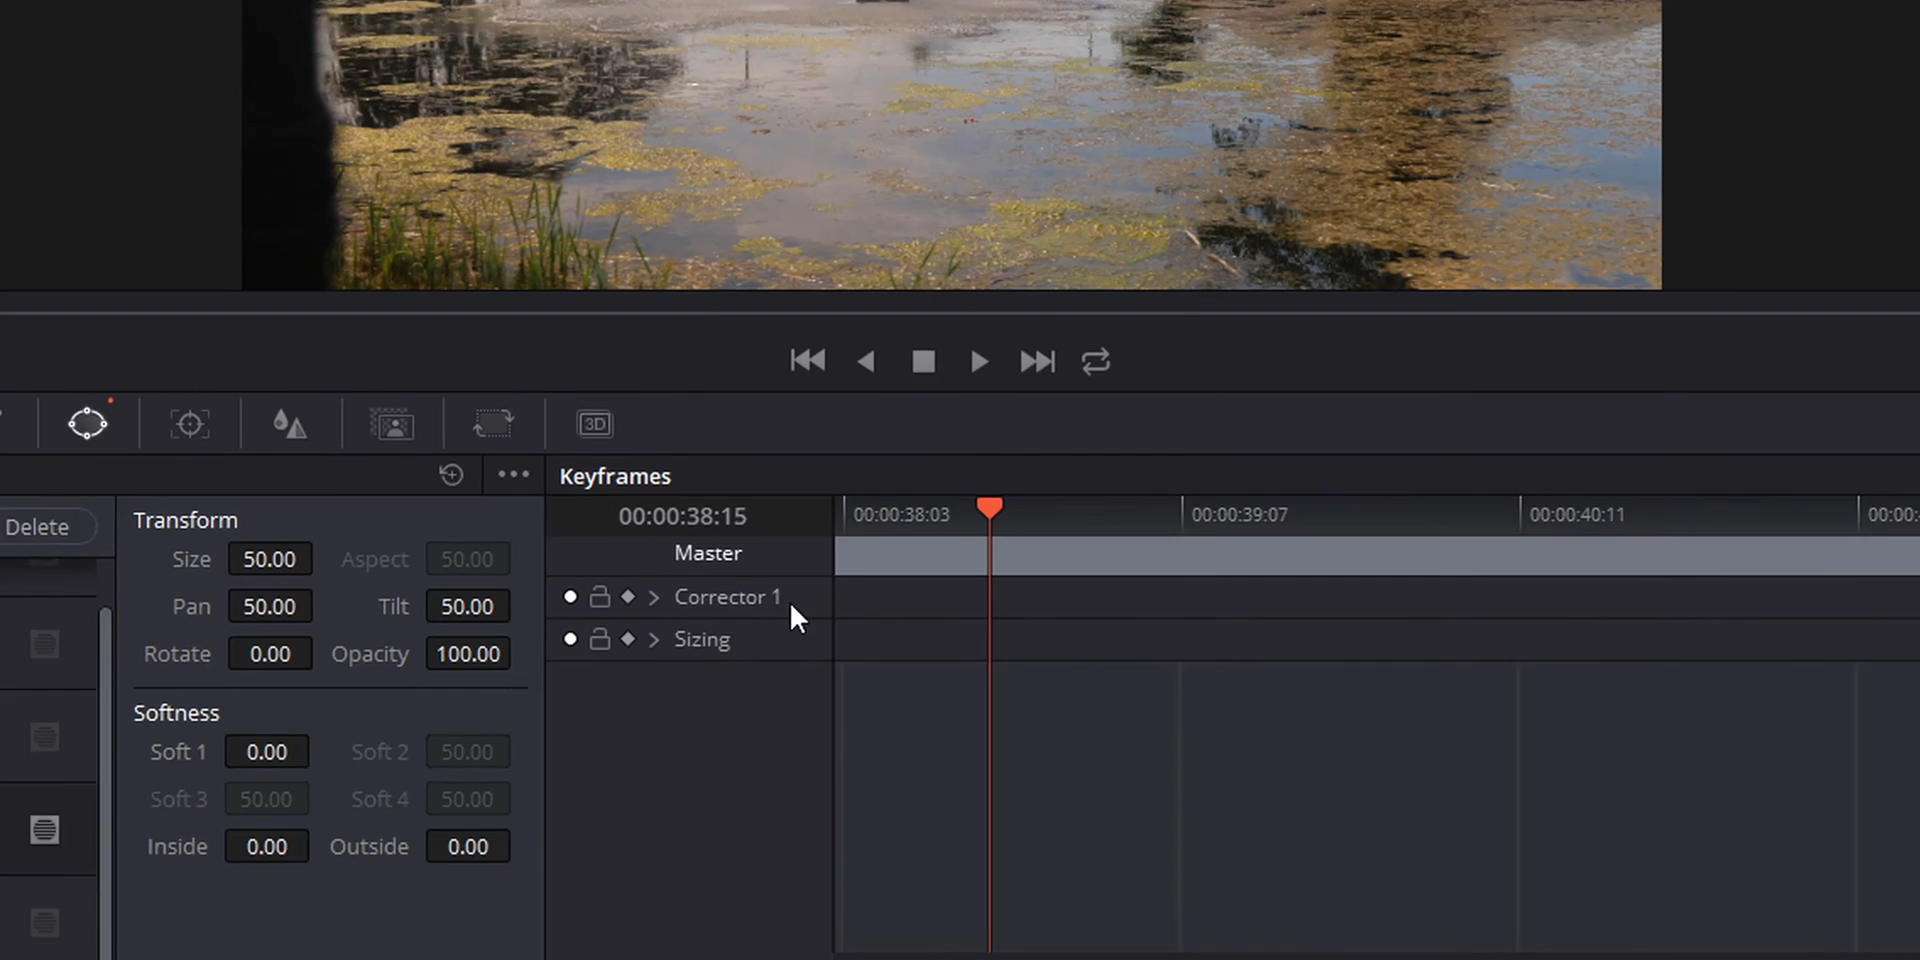 3D
Keyframes
Delete
Transform
Size 50.00 Aspect 50.00
Pan 50.00 Tilt 50.00
Rotate 0.00 Opacity 100.00
Softness
Soft 1 0.00 Soft 2 50.00
Soft 3 50.00 Soft 4 50.00
Inside 0.00 Outside 0.00
00:00:38:15
00:00:38:03 00:00:39:07 00:00:40:11 00:00:
Master
Corrector 1
Sizing